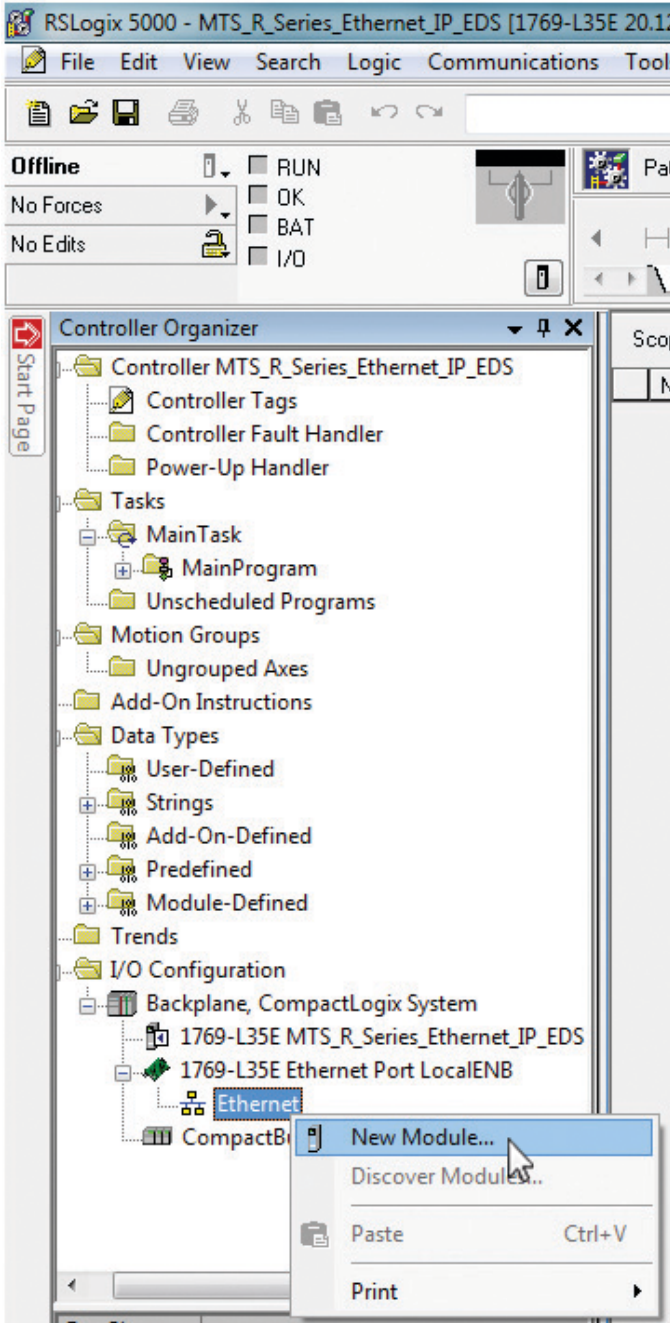 RSLogix 5000 - MTS_R_Series_Ethernet_IP_EDS [1769-L35E 20.12
File Edit View Search Logic Communications Tool
Offline
RUN
No Forces
OK
No Edits
BAT
I/O
Pa
Start Page
Controller Organizer
Sco
N
Controller MTS_R_Series_Ethernet_IP_EDS
Controller Tags
Controller Fault Handler
Power-Up Handler
Tasks
MainTask
MainProgram
Unscheduled Programs
Motion Groups
Ungrouped Axes
Add-On Instructions
Data Types
User-Defined
Strings
Add-On-Defined
Predefined
Module-Defined
Trends
I/O Configuration
Backplane, CompactLogix System
1769-L35E MTS_R_Series_Ethernet_IP_EDS
1769-L35E Ethernet Port LocalENB
Ethernet
CompactB
New Module...
Discover Modules...
Paste Ctrl+V
Print